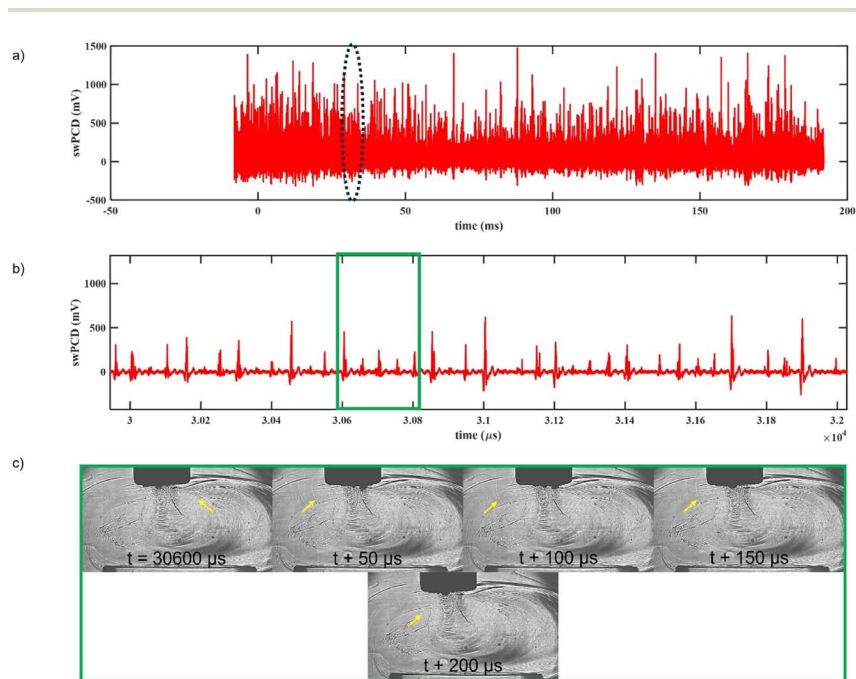 a)
1500
1000
500
0
-500
swPCD (mV)
-50 0 50 100 150 200
time (ms)
b)
1000
500
0
swPCD (mV)
3 3.02 3.04 3.06 3.08 3.1 3.12 3.14 3.16 3.18 3.2
time (μs)
×10⁴
c)
t = 30600 µs t + 50 µs t + 100 µs t + 150 µs
t + 200 µs